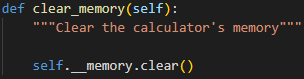 def clear_memory(self):
    """Clear the calculator's memory"""
    self.__memory.clear()